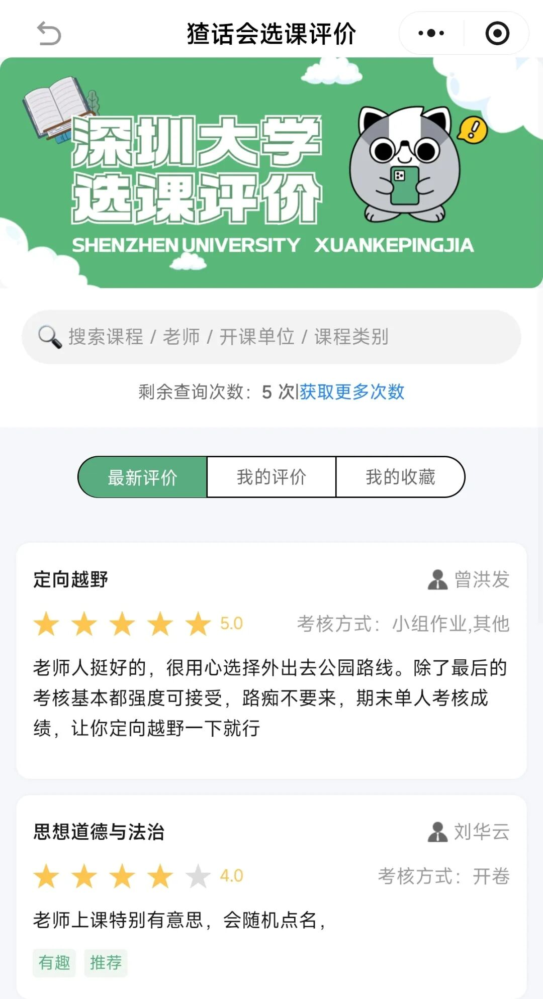 猹话会选课评价
深圳大学
选课评价
SHENZHEN UNIVERSITY XUANKEPINGJIA
搜索课程 / 老师 / 开课单位 / 课程类别
剩余查询次数：5 次|获取更多次数
最新评价 我的评价 我的收藏
定向越野 曾洪发
5.0 考核方式：小组作业,其他
老师人挺好的，很用心选择外出去公园路线。除了最后的
考核基本都强度可接受，路痴不要来，期末单人考核成
绩，让你定向越野一下就行
思想道德与法治 刘华云
4.0 考核方式：开卷
老师上课特别有意思，会随机点名，
有趣 推荐